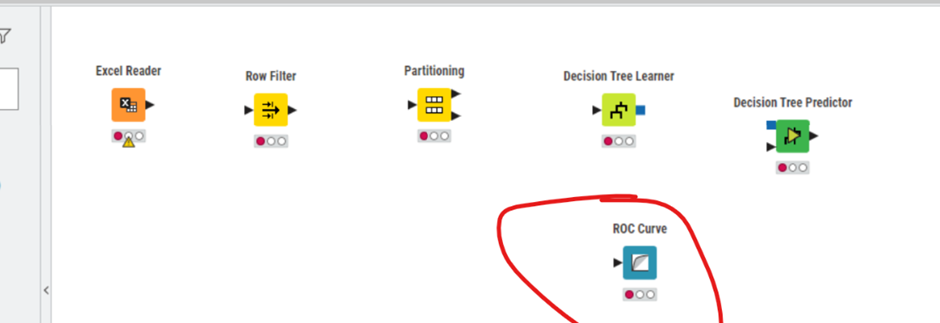 Excel Reader
Row Filter
Partitioning
Decision Tree Learner
Decision Tree Predictor
ROC Curve